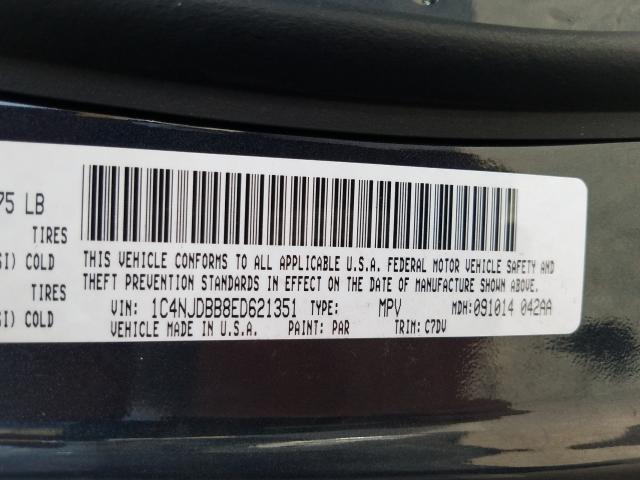 75 LB
TIRES
SI) COLD
TIRES
SI) COLD
THIS VEHICLE CONFORMS TO ALL APPLICABLE U.S.A. FEDERAL MOTOR VEHICLE SAFETY AND
THEFT PREVENTION STANDARDS IN EFFECT ON THE DATE OF MANUFACTURE SHOWN ABOVE.
VIN: 1C4NJDBB8ED621351 TYPE: MPV MDH:091014 042AA
VEHICLE MADE IN U.S.A. PAINT: PAR TRIM: C7DV